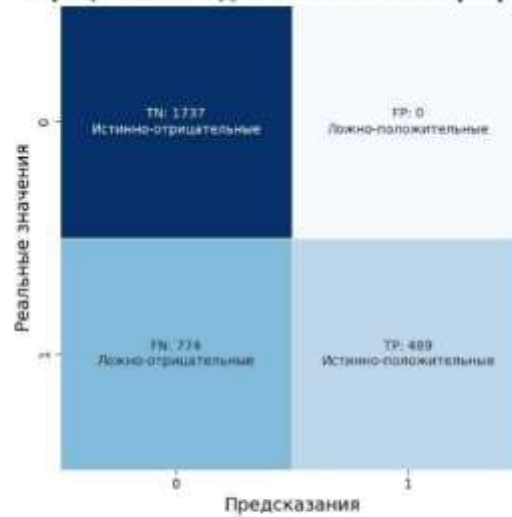 TN: 1737
Истинно-отрицательные
FP: 0
Ложно-положительные
0
Реальные значения
FN: 774
Ложно-отрицательные
TP: 489
Истинно-положительные
1
0
1
Предсказания